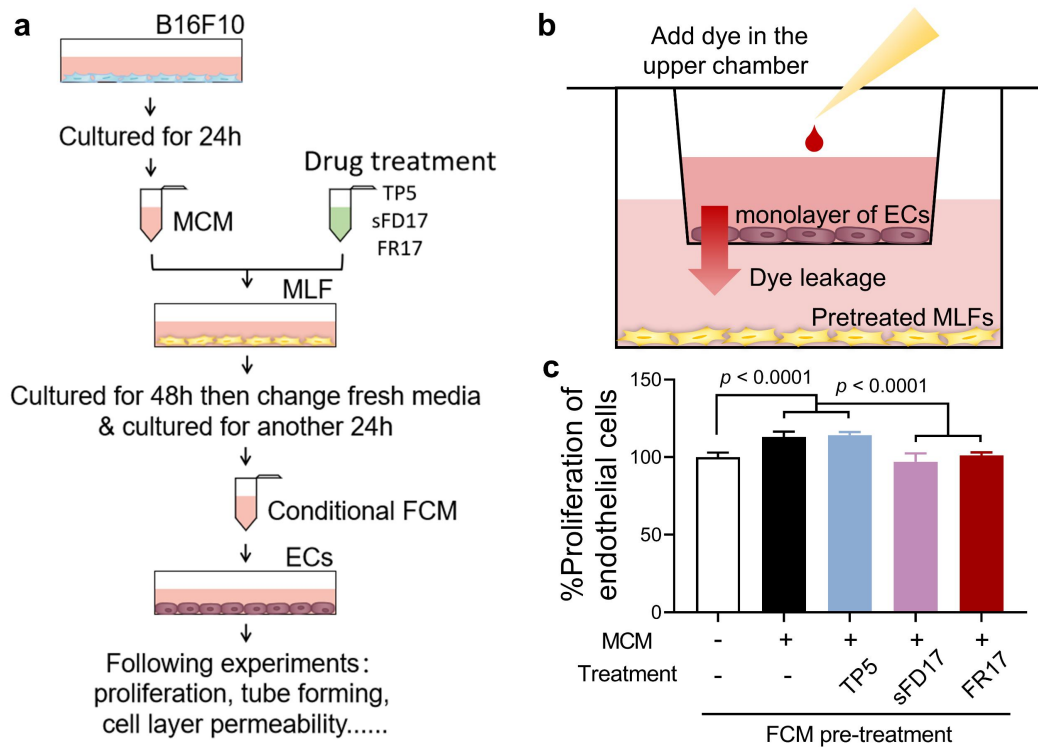 a
B16F10
Cultured for 24h
Drug treatment
TP5
sFD17
FR17
MCM
MLF
Cultured for 48h then change fresh media
& cultured for another 24h
Conditional FCM
ECs
Following experiments:
proliferation, tube forming,
cell layer permeability......
b
Add dye in the
upper chamber
monolayer of ECs
Dye leakage
Pretreated MLFs
c
%Proliferation of
endothelial cells
150
100
50
0
p < 0.0001
p < 0.0001
MCM - + + + +
Treatment - - TP5 sFD17 FR17
FCM pre-treatment